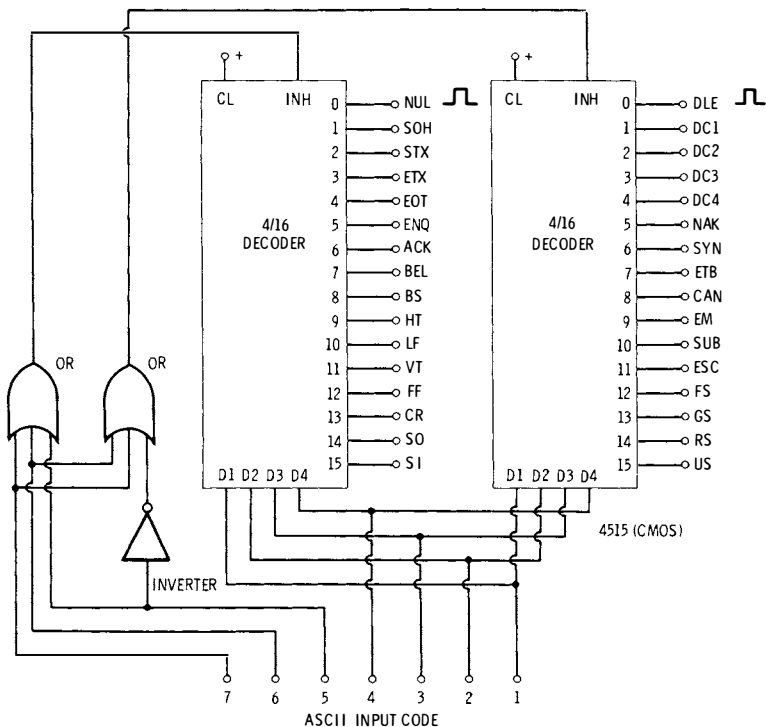 + +
CL INH CL INH
0 NUL 0 DLE
1 SOH 1 DC1
2 STX 2 DC2
3 ETX 3 DC3
4 EOT 4 DC4
4/16 DECODER 4/16 DECODER
5 ENQ 5 NAK
6 ACK 6 SYN
7 BEL 7 ETB
8 BS 8 CAN
9 HT 9 EM
10 LF 10 SUB
OR OR
11 VT 11 ESC
12 FF 12 FS
13 CR 13 GS
14 SO 14 RS
15 SI 15 US
D1 D2 D3 D4 D1 D2 D3 D4
4515 (CMOS)
INVERTER
7 6 5 4 3 2 1
ASCII INPUT CODE